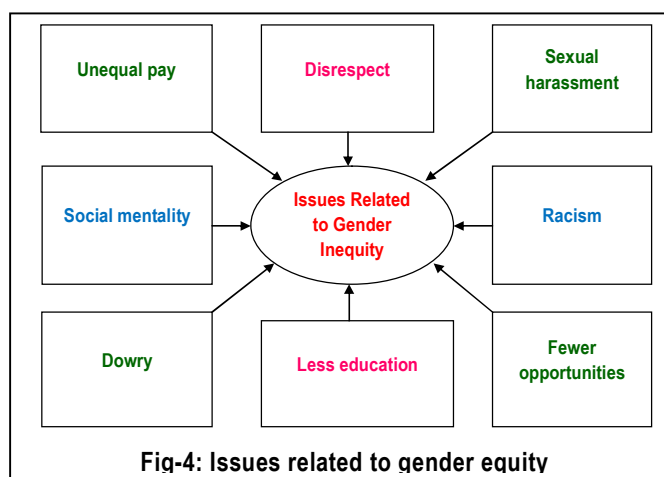 Unequal pay
Disrespect
Sexual
harassment
Social mentality
Issues Related
to Gender
Inequity
Racism
Dowry
Less education
Fewer
opportunities
Fig-4: Issues related to gender equity